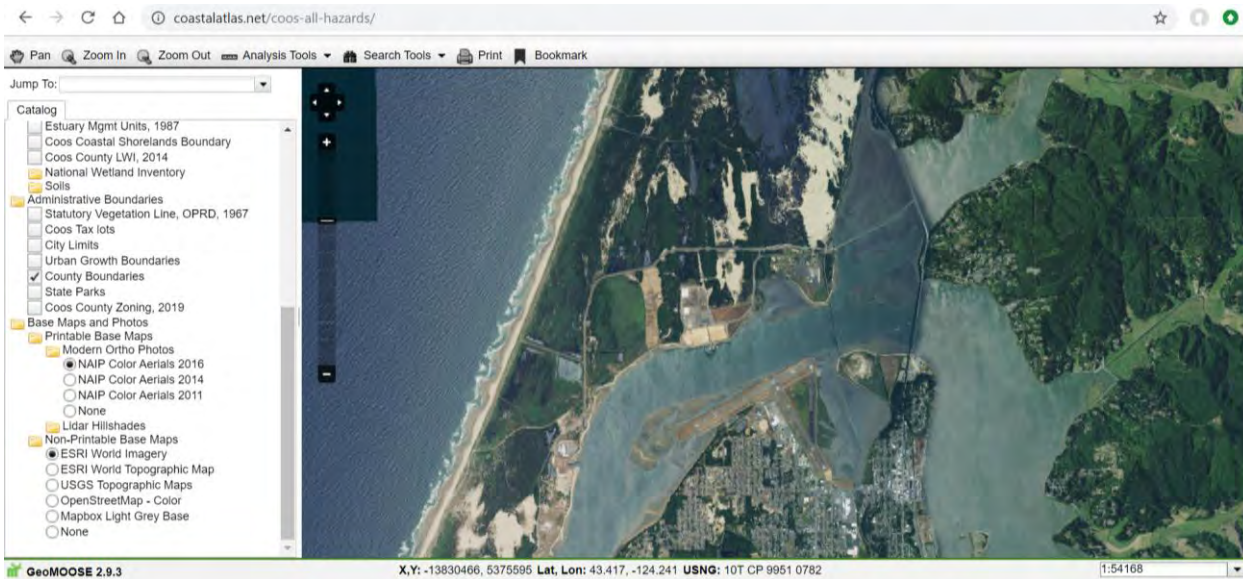 coastalatlas.net/coos-all-hazards/
Pan Zoom In Zoom Out Analysis Tools Search Tools Print Bookmark
Jump To:
Catalog
Estuary Mgmt Units, 1987
Coos Coastal Shorelands Boundary
Coos County LWI, 2014
National Wetland Inventory
Soils
Administrative Boundaries
Statutory Vegetation Line, OPRD, 1967
Coos Tax lots
City Limits
Urban Growth Boundaries
County Boundaries
State Parks
Coos County Zoning, 2019
Base Maps and Photos
Printable Base Maps
Modern Ortho Photos
NAIP Color Aerials 2016
NAIP Color Aerials 2014
NAIP Color Aerials 2011
None
Lidar Hillshades
Non-Printable Base Maps
ESRI World Imagery
ESRI World Topographic Map
USGS Topographic Maps
OpenStreetMap - Color
Mapbox Light Grey Base
None
GeoMOOSE 2.9.3 X,Y: -13830466, 5375595 Lat, Lon: 43.417, -124.241 USNG: 10T CP 9951 0782 1:54168